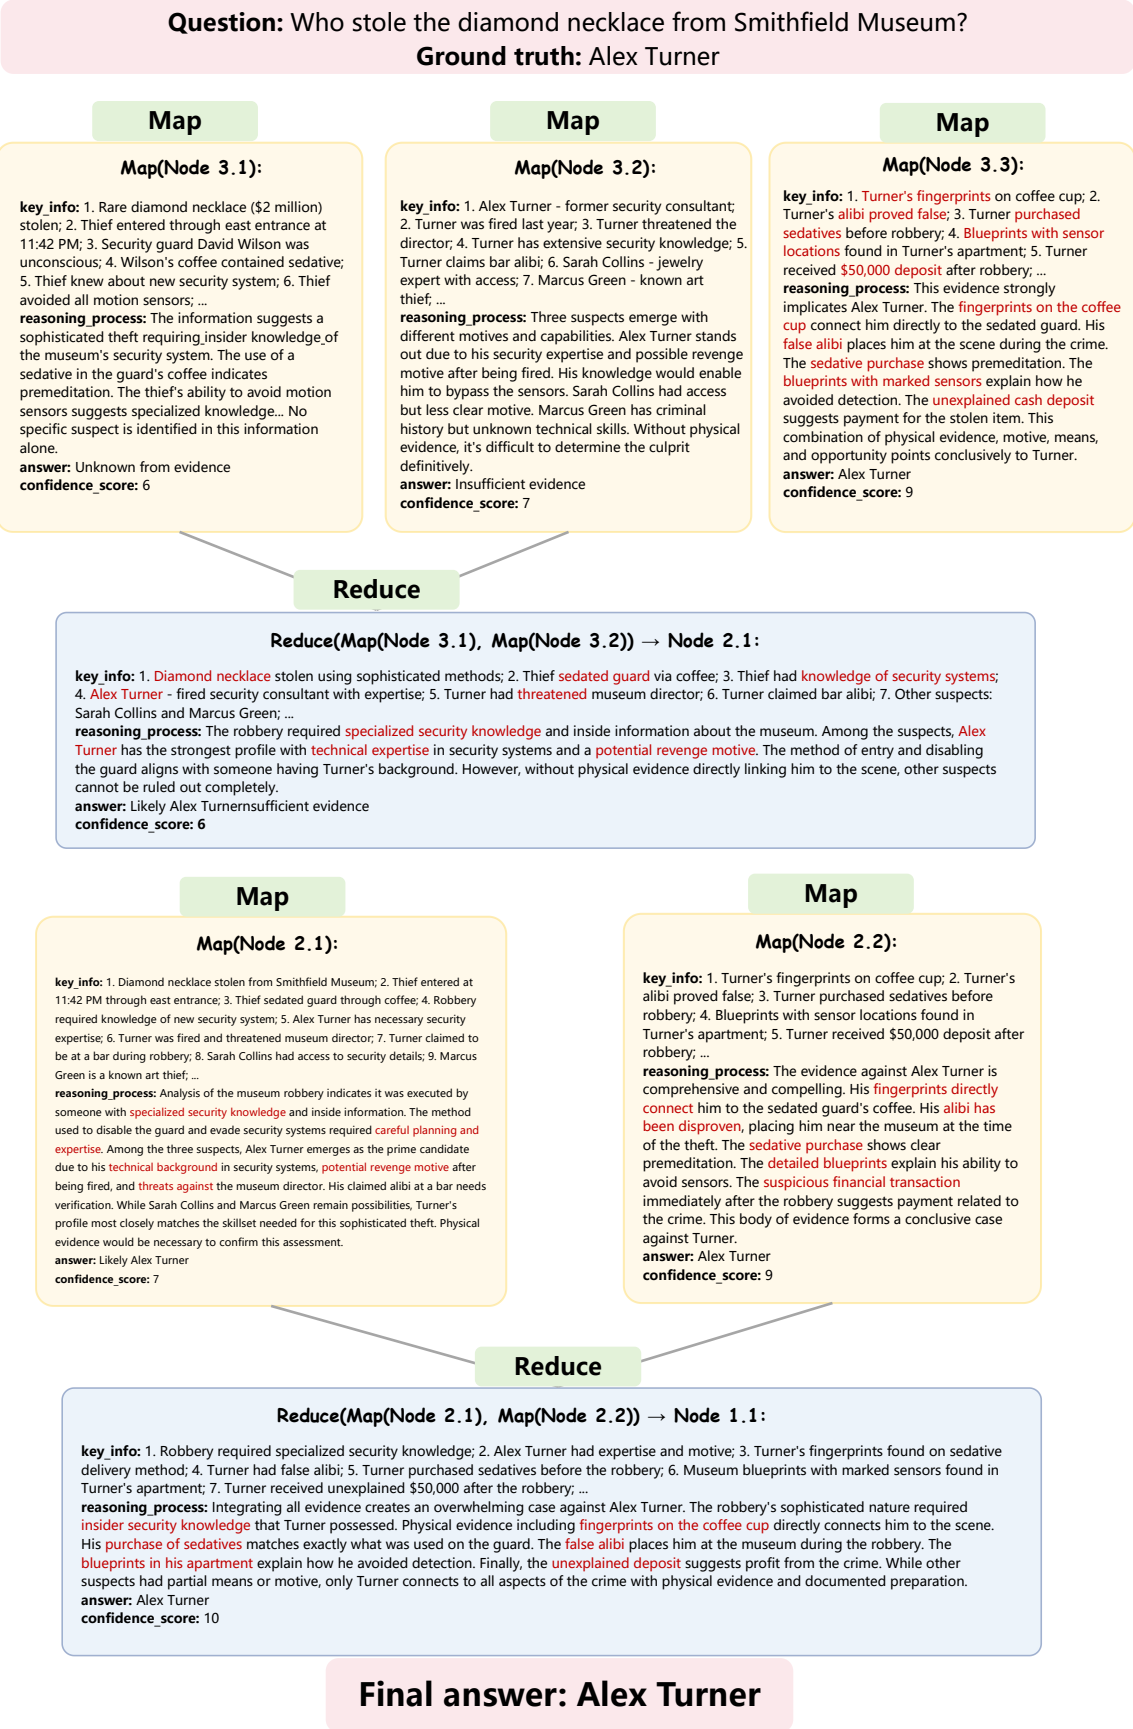 Question: Who stole the diamond necklace from Smithfield Museum?
Ground truth: Alex Turner
Map
Map(Node 3.1):
key_info: 1. Rare diamond necklace ($2 million)
stolen; 2. Thief entered through east entrance at
11:42 PM; 3. Security guard David Wilson was
unconscious; 4. Wilson's coffee contained sedative;
5. Thief knew about new security system; 6. Thief
avoided all motion sensors; ...
reasoning_process: The information suggests a
sophisticated theft requiring insider knowledge of
the museum's security system. The use of a
sedative in the guard's coffee indicates
premeditation. The thief's ability to avoid motion
sensors suggests specialized knowledge... No
specific suspect is identified in this information
alone.
answer: Unknown from evidence
confidence_score: 6
Map
Map(Node 3.2):
key_info: 1. Alex Turner - former security consultant;
2. Turner was fired last year; 3. Turner threatened the
director; 4. Turner has extensive security knowledge; 5.
Turner claims bar alibi; 6. Sarah Collins - jewelry
expert with access; 7. Marcus Green - known art
thief; ...
reasoning_process: Three suspects emerge with
different motives and capabilities. Alex Turner stands
out due to his security expertise and possible revenge
motive after being fired. His knowledge would enable
him to bypass the sensors. Sarah Collins had access
but less clear motive. Marcus Green has criminal
history but unknown technical skills. Without physical
evidence, it's difficult to determine the culprit
definitively.
answer: Insufficient evidence
confidence_score: 7
Map
Map(Node 3.3):
key_info: 1. Turner's fingerprints on coffee cup; 2.
Turner's alibi proved false; 3. Turner purchased
sedatives before robbery; 4. Blueprints with sensor
locations found in Turner's apartment; 5. Turner
received $50,000 deposit after robbery; ...
reasoning_process: This evidence strongly
implicates Alex Turner. The fingerprints on the coffee
cup connect him directly to the sedated guard. His
false alibi places him at the scene during the crime.
The sedative purchase shows premeditation. The
blueprints with marked sensors explain how he
avoided detection. The unexplained cash deposit
suggests payment for the stolen item. This
combination of physical evidence, motive, means,
and opportunity points conclusively to Turner.
answer: Alex Turner
confidence_score: 9
Reduce
Reduce(Map(Node 3.1), Map(Node 3.2)) → Node 2.1:
key_info: 1. Diamond necklace stolen using sophisticated methods; 2. Thief sedated guard via coffee; 3. Thief had knowledge of security systems;
4. Alex Turner - fired security consultant with expertise; 5. Turner had threatened museum director; 6. Turner claimed bar alibi; 7. Other suspects:
Sarah Collins and Marcus Green; ...
reasoning_process: The robbery required specialized security knowledge and inside information about the museum. Among the suspects, Alex
Turner has the strongest profile with technical expertise in security systems and a potential revenge motive. The method of entry and disabling
the guard aligns with someone having Turner's background. However, without physical evidence directly linking him to the scene, other suspects
cannot be ruled out completely.
answer: Likely Alex Turnernsufficient evidence
confidence_score: 6
Map
Map(Node 2.1):
key_info: 1. Diamond necklace stolen from Smithfield Museum; 2. Thief entered at
11:42 PM through east entrance; 3. Thief sedated guard through coffee; 4. Robbery
required knowledge of new security system; 5. Alex Turner has necessary security
expertise; 6. Turner was fired and threatened museum director; 7. Turner claimed to
be at a bar during robbery; 8. Sarah Collins had access to security details; 9. Marcus
Green is a known art thief; ...
reasoning_process: Analysis of the museum robbery indicates it was executed by
someone with specialized security knowledge and inside information. The method
used to disable the guard and evade security systems required careful planning and
expertise. Among the three suspects, Alex Turner emerges as the prime candidate
due to his technical background in security systems, potential revenge motive after
being fired, and threats against the museum director. His claimed alibi at a bar needs
verification. While Sarah Collins and Marcus Green remain possibilities, Turner's
profile most closely matches the skillset needed for this sophisticated theft. Physical
evidence would be necessary to confirm this assessment.
answer: Likely Alex Turner
confidence_score: 7
Map
Map(Node 2.2):
key_info: 1. Turner's fingerprints on coffee cup; 2. Turner's
alibi proved false; 3. Turner purchased sedatives before
robbery; 4. Blueprints with sensor locations found in
Turner's apartment; 5. Turner received $50,000 deposit after
robbery; ...
reasoning_process: The evidence against Alex Turner is
comprehensive and compelling. His fingerprints directly
connect him to the sedated guard's coffee. His alibi has
been disproven, placing him near the museum at the time
of the theft. The sedative purchase shows clear
premeditation. The detailed blueprints explain his ability to
avoid sensors. The suspicious financial transaction
immediately after the robbery suggests payment related to
the crime. This body of evidence forms a conclusive case
against Turner.
answer: Alex Turner
confidence_score: 9
Reduce
Reduce(Map(Node 2.1), Map(Node 2.2)) → Node 1.1:
key_info: 1. Robbery required specialized security knowledge; 2. Alex Turner had expertise and motive; 3. Turner's fingerprints found on sedative
delivery method; 4. Turner had false alibi; 5. Turner purchased sedatives before the robbery; 6. Museum blueprints with marked sensors found in
Turner's apartment; 7. Turner received unexplained $50,000 after the robbery; ...
reasoning_process: Integrating all evidence creates an overwhelming case against Alex Turner. The robbery's sophisticated nature required
insider security knowledge that Turner possessed. Physical evidence including fingerprints on the coffee cup directly connects him to the scene.
His purchase of sedatives matches exactly what was used on the guard. The false alibi places him at the museum during the robbery. The
blueprints in his apartment explain how he avoided detection. Finally, the unexplained deposit suggests profit from the crime. While other
suspects had partial means or motive, only Turner connects to all aspects of the crime with physical evidence and documented preparation.
answer: Alex Turner
confidence_score: 10
Final answer: Alex Turner